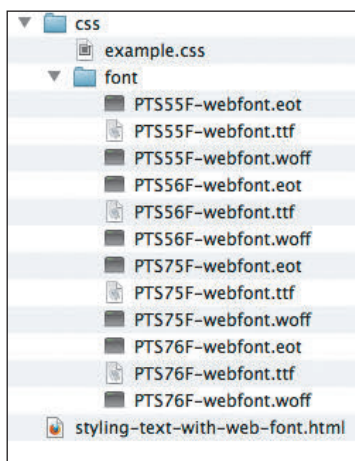 css
example.css
font
PTS55F-webfont.eot
PTS55F-webfont.ttf
PTS55F-webfont.woff
PTS56F-webfont.eot
PTS56F-webfont.ttf
PTS56F-webfont.woff
PTS75F-webfont.eot
PTS75F-webfont.ttf
PTS75F-webfont.woff
PTS76F-webfont.eot
PTS76F-webfont.ttf
PTS76F-webfont.woff
styling-text-with-web-font.html